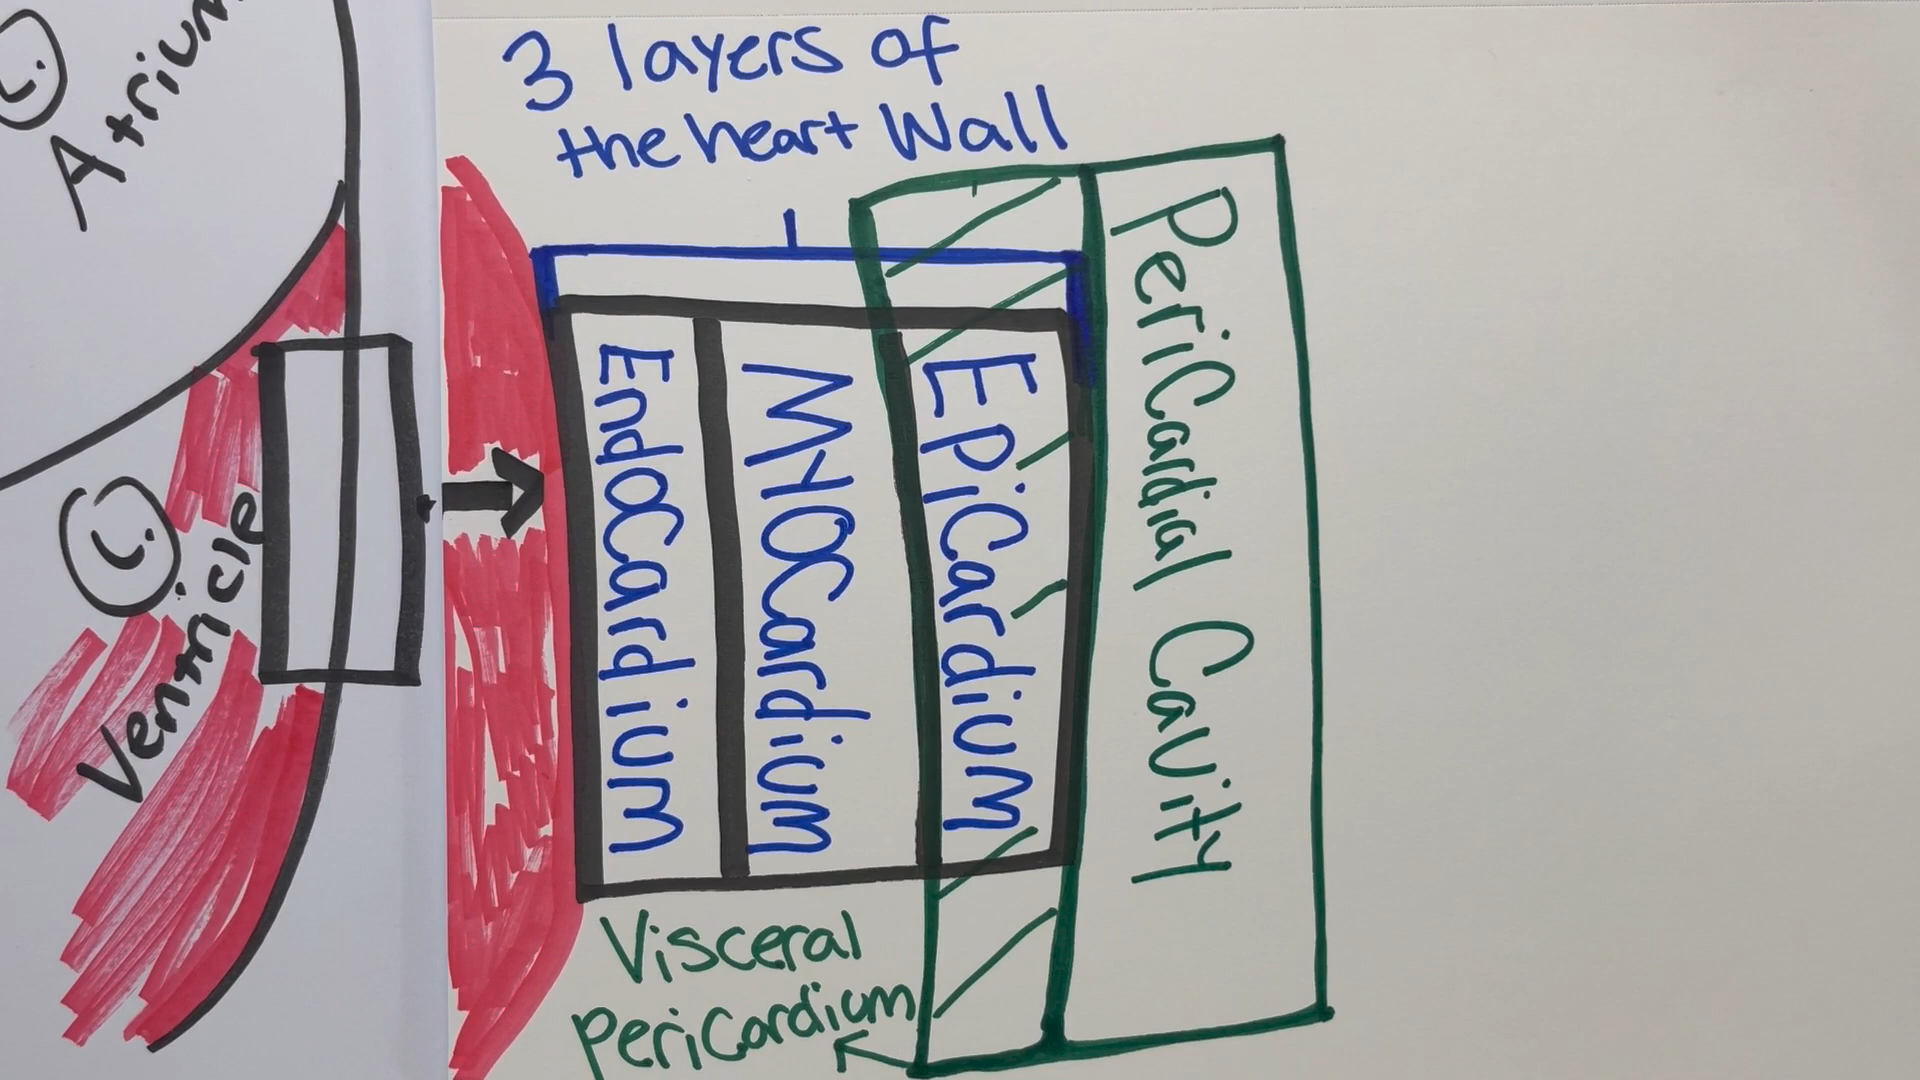 L.
Atrium
L.
Ventricle
3 layers of
the heart Wall
Endocardium
Myocardium
Epicardium
Pericardial Cavity
Visceral
Pericardium